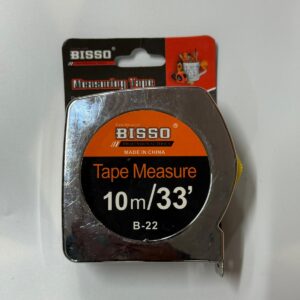 BISSO
Measuring Tape
BISSO
MADE IN CHINA
Tape Measure
10m/33'
B-22